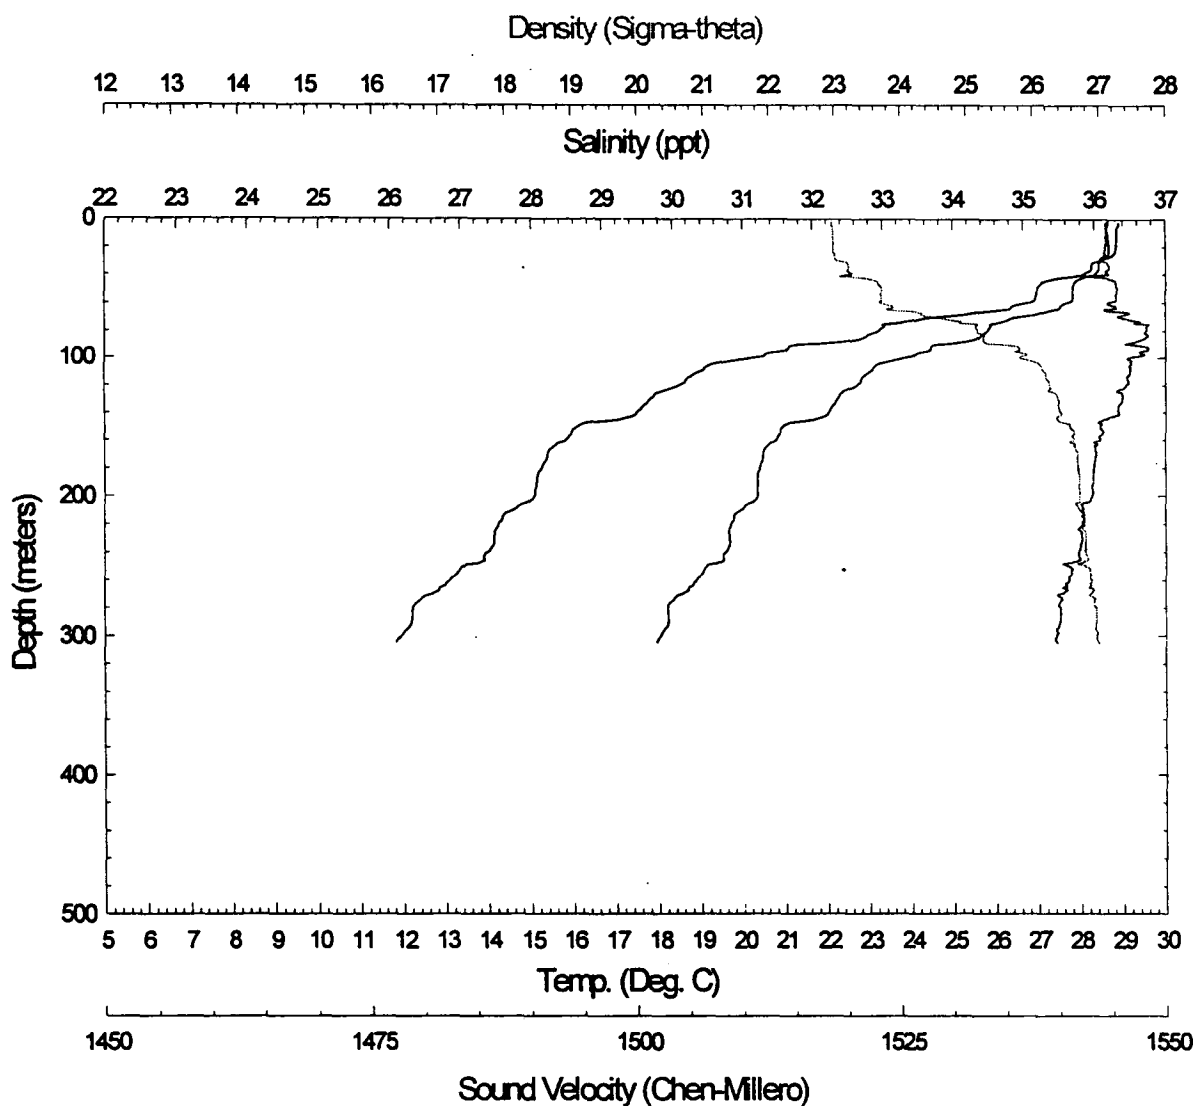 Density (Sigma-theta)
12 13 14 15 16 17 18 19 20 21 22 23 24 25 26 27 28
Salinity (ppt)
22 23 24 25 26 27 28 29 30 31 32 33 34 35 36 37
0
100
200
300
400
500
Depth (meters)
5 6 7 8 9 10 11 12 13 14 15 16 17 18 19 20 21 22 23 24 25 26 27 28 29 30
Temp. (Deg. C)
1450 1475 1500 1525 1550
Sound Velocity (Chen-Millero)